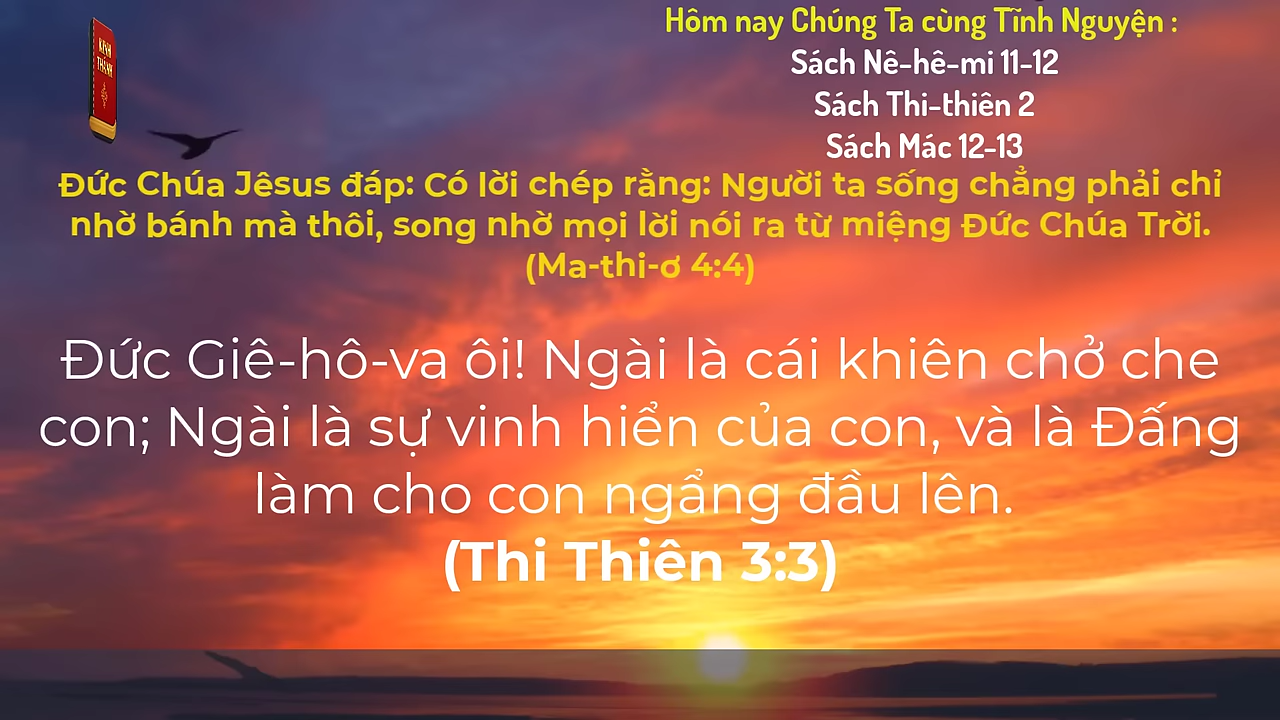 KINH
THÁNH
Hôm nay Chúng Ta cùng Tĩnh Nguyện :
Sách Nê-hê-mi 11-12
Sách Thi-thiên 2
Sách Mác 12-13
Đức Chúa Jêsus đáp: Có lời chép rằng: Người ta sống chẳng phải chỉ
nhờ bánh mà thôi, song nhờ mọi lời nói ra từ miệng Đức Chúa Trời.
(Ma-thi-ơ 4:4)
Đức Giê-hô-va ôi! Ngài là cái khiên chở che
con; Ngài là sự vinh hiển của con, và là Đấng
làm cho con ngẩng đầu lên.
(Thi Thiên 3:3)